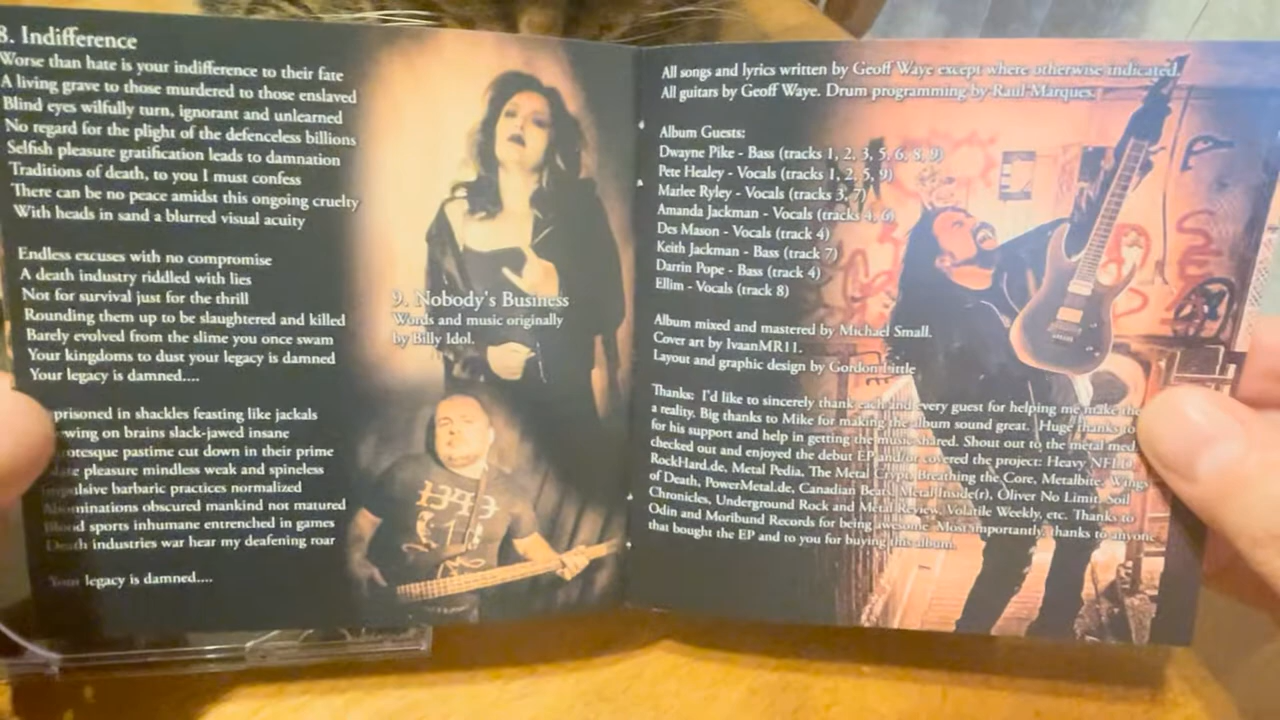 8. Indifference
Worse than hate is your indifference to their fate
A living grave to those murdered to those enslaved
Blind eyes wilfully turn, ignorant and unlearned
No regard for the plight of the defenceless billions
Selfish pleasure gratification leads to damnation
Traditions of death, to you I must confess
There can be no peace amidst this ongoing cruelty
With heads in sand a blurred visual acuity
Endless excuses with no compromise
A death industry riddled with lies
Not for survival just for the thrill
Rounding them up to be slaughtered and killed
Barely evolved from the slime you once swam
Your kingdoms to dust your legacy is damned
Your legacy is damned....
prisoned in shackles feasting like jackals
wing on brains slack-jawed insane
otesque pastime cut down in their prime
pleasure mindless weak and spineless
Impulsive barbaric practices normalized
Abominations obscured mankind not matured
Blood sports inhumane entrenched in games
Death industries war hear my deafening roar
Your legacy is damned....
9. Nobody's Business
Words and music originally
by Billy Idol.
1349
All songs and lyrics written by Geoff Waye except where otherwise indicated.
All guitars by Geoff Waye. Drum programming by Raul Marques.
Album Guests:
Dwayne Pike - Bass (tracks 1, 2, 3, 5, 6, 8, 9)
Pete Healey - Vocals (tracks 1, 2, 5, 9)
Marlee Ryley - Vocals (tracks 3, 7)
Amanda Jackman - Vocals (tracks 4, 6)
Des Mason - Vocals (track 4)
Keith Jackman - Bass (track 7)
Darrin Pope - Bass (track 4)
Ellim - Vocals (track 8)
Album mixed and mastered by Michael Small.
Cover art by IvaanMR11.
Layout and graphic design by Gordon Little
Thanks: I'd like to sincerely thank each and every guest for helping me make the
a reality. Big thanks to Mike for making the album sound great. Huge thanks to
for his support and help in getting the music shared. Shout out to the metal med
checked out and enjoyed the debut EP and/or covered the project: Heavy NFLD,
RockHard.de, Metal Pedia, The Metal Crypt, Breathing the Core, Metalbite, Wings
of Death, PowerMetal.de, Canadian Beats, Metal Inside(r), Oliver No Limit, Soil
Chronicles, Underground Rock and Metal Review, Volatile Weekly, etc. Thanks to
Odin and Moribund Records for being awesome. Most importantly, thanks to anyone
that bought the EP and to you for buying this album.